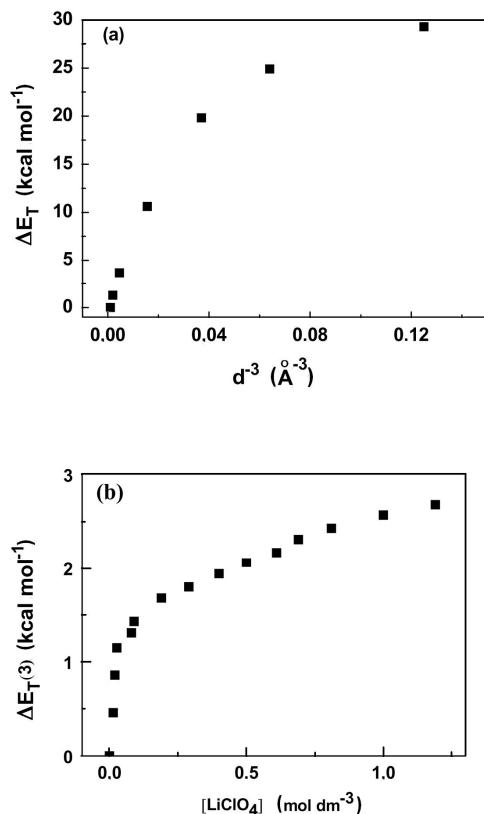 (a)
30
25
20
15
10
5
0
ΔE_T (kcal mol⁻¹)
0.00 0.04 0.08 0.12
d⁻³ (Å⁻³)
(b)
3
2
1
0
ΔE_T(3) (kcal mol⁻¹)
0.0 0.5 1.0
[LiClO₄] (mol dm⁻³)